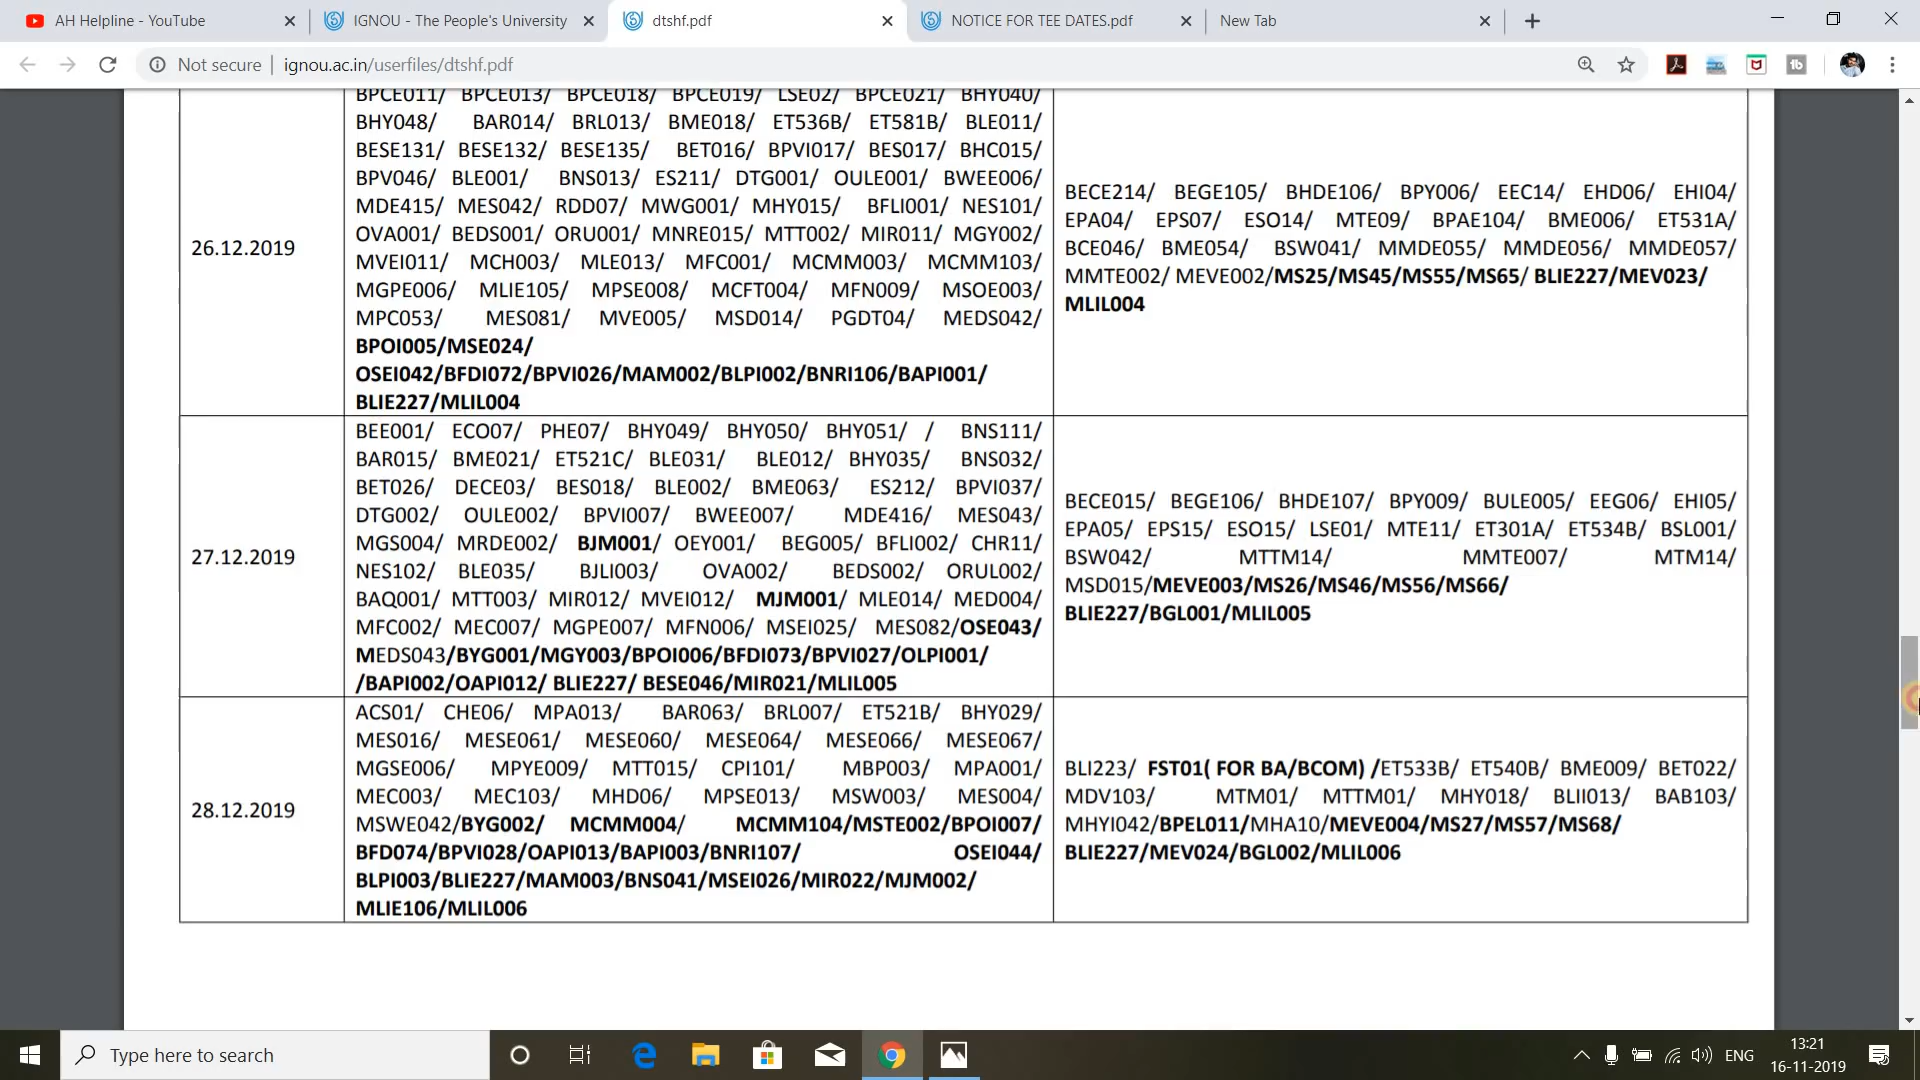 AH Helpline - YouTube
IGNOU - The People's University
dtshf.pdf
NOTICE FOR TEE DATES.pdf
New Tab
Not secure | ignou.ac.in/userfiles/dtshf.pdf
BPCE011/ BPCE013/ BPCE018/ BPCE019/ LSE02/ BPCE021/ BHY040/
BHY048/ BAR014/ BRL013/ BME018/ ET536B/ ET581B/ BLE011/
BESE131/ BESE132/ BESE135/ BET016/ BPVI017/ BES017/ BHC015/
BPV046/ BLE001/ BNS013/ ES211/ DTG001/ OULE001/ BWEE006/
MDE415/ MES042/ RDD07/ MWG001/ MHY015/ BFLI001/ NES101/
OVA001/ BEDS001/ ORU001/ MNRE015/ MTT002/ MIR011/ MGY002/
MVEI011/ MCH003/ MLE013/ MFC001/ MCMM003/ MCMM103/
MGPE006/ MLIE105/ MPSE008/ MCFT004/ MFN009/ MSOE003/
MPC053/ MES081/ MVE005/ MSD014/ PGDT04/ MEDS042/
BPOI005/MSE024/
OSEI042/BFDI072/BPVI026/MAM002/BLPI002/BNRI106/BAPI001/
BLIE227/MLIL004
26.12.2019
BECE214/ BEGE105/ BHDE106/ BPY006/ EEC14/ EHD06/ EHI04/
EPA04/ EPS07/ ESO14/ MTE09/ BPAE104/ BME006/ ET531A/
BCE046/ BME054/ BSW041/ MMDE055/ MMDE056/ MMDE057/
MMTE002/ MEVE002/MS25/MS45/MS55/MS65/ BLIE227/MEV023/
MLIL004
BEE001/ ECO07/ PHE07/ BHY049/ BHY050/ BHY051/ / BNS111/
BAR015/ BME021/ ET521C/ BLE031/ BLE012/ BHY035/ BNS032/
BET026/ DECE03/ BES018/ BLE002/ BME063/ ES212/ BPVI037/
DTG002/ OULE002/ BPVI007/ BWEE007/ MDE416/ MES043/
MGS004/ MRDE002/ BJM001/ OEY001/ BEG005/ BFLI002/ CHR11/
NES102/ BLE035/ BJLI003/ OVA002/ BEDS002/ ORUL002/
BAQ001/ MTT003/ MIR012/ MVEI012/ MJM001/ MLE014/ MED004/
MFC002/ MEC007/ MGPE007/ MFN006/ MSEI025/ MES082/OSE043/
MEDS043/BYG001/MGY003/BPOI006/BFDI073/BPVI027/OLPI001/
/BAPI002/OAPI012/ BLIE227/ BESE046/MIR021/MLIL005
27.12.2019
BECE015/ BEGE106/ BHDE107/ BPY009/ BULE005/ EEG06/ EHI05/
EPA05/ EPS15/ ESO15/ LSE01/ MTE11/ ET301A/ ET534B/ BSL001/
BSW042/ MTTM14/ MMTE007/ MTM14/
MSD015/MEVE003/MS26/MS46/MS56/MS66/
BLIE227/BGL001/MLIL005
ACS01/ CHE06/ MPA013/ BAR063/ BRL007/ ET521B/ BHY029/
MES016/ MESE061/ MESE060/ MESE064/ MESE066/ MESE067/
MGSE006/ MPYE009/ MTT015/ CPI101/ MBP003/ MPA001/
MEC003/ MEC103/ MHD06/ MPSE013/ MSW003/ MES004/
MSWE042/BYG002/ MCMM004/ MCMM104/MSTE002/BPOI007/
BFD074/BPVI028/OAPI013/BAPI003/BNRI107/ OSEI044/
BLPI003/BLIE227/MAM003/BNS041/MSEI026/MIR022/MJM002/
MLIE106/MLIL006
28.12.2019
BLI223/ FST01( FOR BA/BCOM) /ET533B/ ET540B/ BME009/ BET022/
MDV103/ MTM01/ MTTM01/ MHY018/ BLII013/ BAB103/
MHYI042/BPEL011/MHA10/MEVE004/MS27/MS57/MS68/
BLIE227/MEV024/BGL002/MLIL006
Type here to search
ENG
13:21
16-11-2019